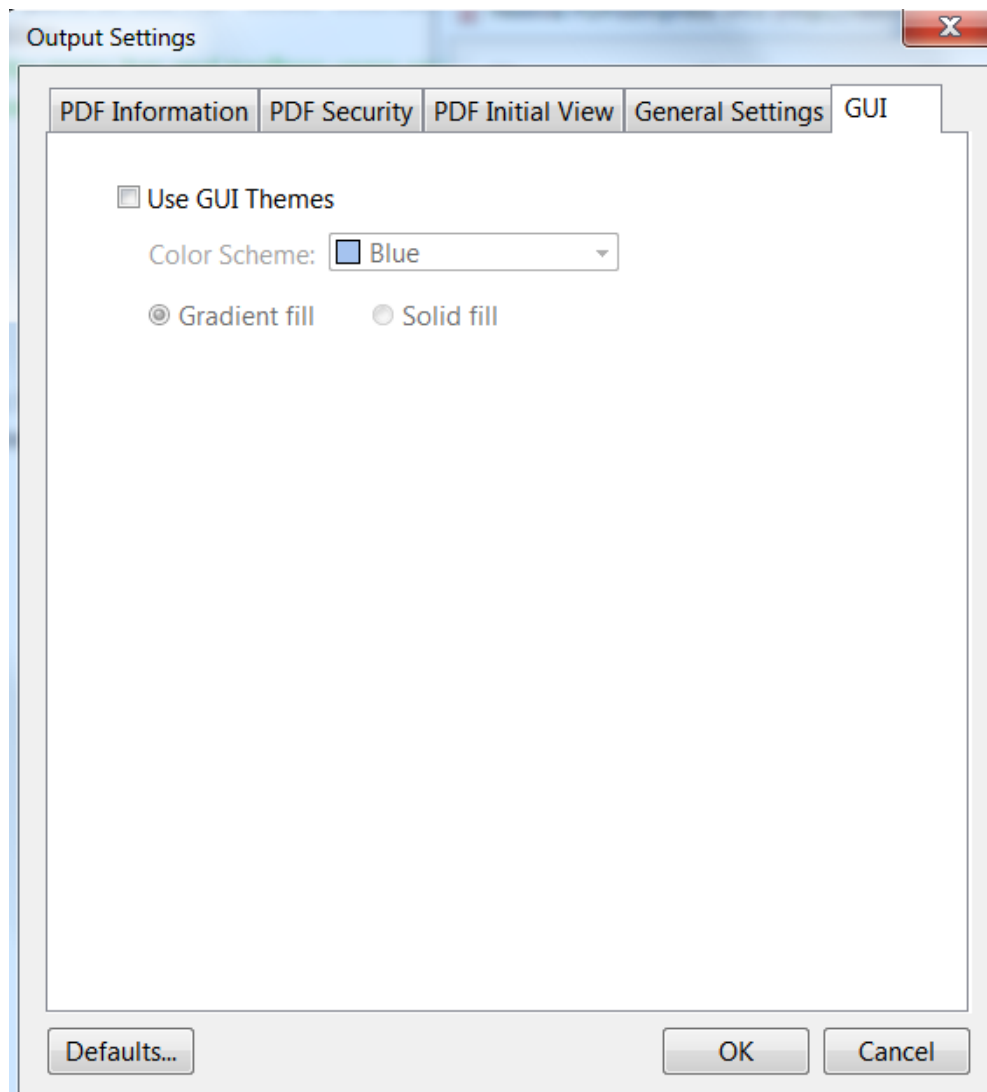 Output Settings
PDF Information PDF Security PDF Initial View General Settings GUI
Use GUI Themes
Color Scheme: Blue
Gradient fill Solid fill
Defaults... OK Cancel